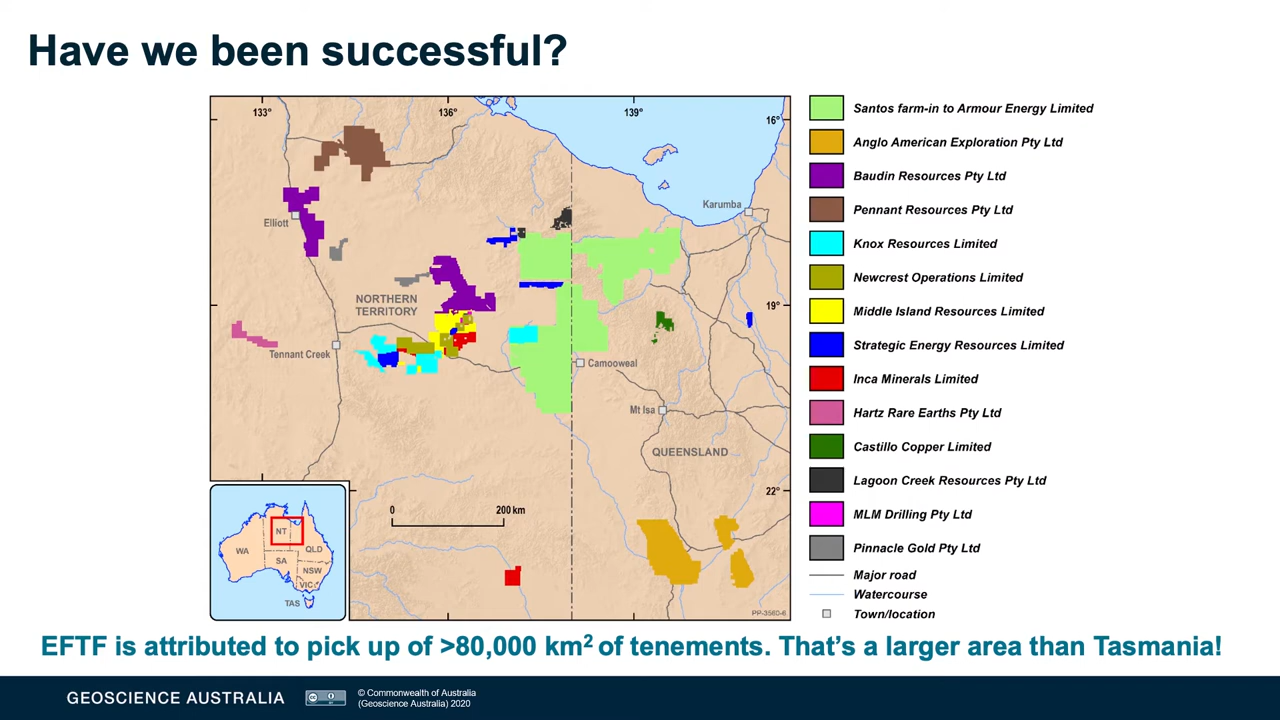 Have we been successful?
133°
136°
139°
16°
Karumba
Elliott
NORTHERN
TERRITORY
19°
Tennant Creek
Camooweal
Mt Isa
QUEENSLAND
22°
0
200 km
NT
WA
QLD
SA
NSW
VIC
TAS
PP-3560-6
Santos farm-in to Armour Energy Limited
Anglo American Exploration Pty Ltd
Baudin Resources Pty Ltd
Pennant Resources Pty Ltd
Knox Resources Limited
Newcrest Operations Limited
Middle Island Resources Limited
Strategic Energy Resources Limited
Inca Minerals Limited
Hartz Rare Earths Pty Ltd
Castillo Copper Limited
Lagoon Creek Resources Pty Ltd
MLM Drilling Pty Ltd
Pinnacle Gold Pty Ltd
Major road
Watercourse
Town/location
EFTF is attributed to pick up of >80,000 km² of tenements. That's a larger area than Tasmania!
GEOSCIENCE AUSTRALIA
cc
BY
© Commonwealth of Australia
(Geoscience Australia) 2020